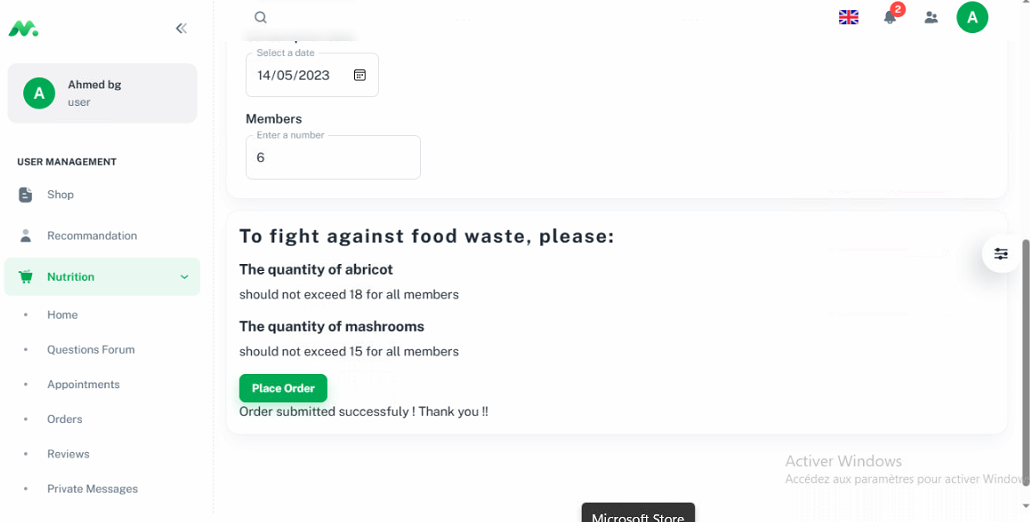 2
A
A
Ahmed bg
user
USER MANAGEMENT
Shop
Recommandation
Nutrition
Home
Questions Forum
Appointments
Orders
Reviews
Private Messages
Select a date
14/05/2023
Members
Enter a number
6
To fight against food waste, please:
The quantity of abricot
should not exceed 18 for all members
The quantity of mashrooms
should not exceed 15 for all members
Place Order
Order submitted successfuly ! Thank you !!
Activer Windows
Accédez aux paramètres pour activer Window
Microsoft Store